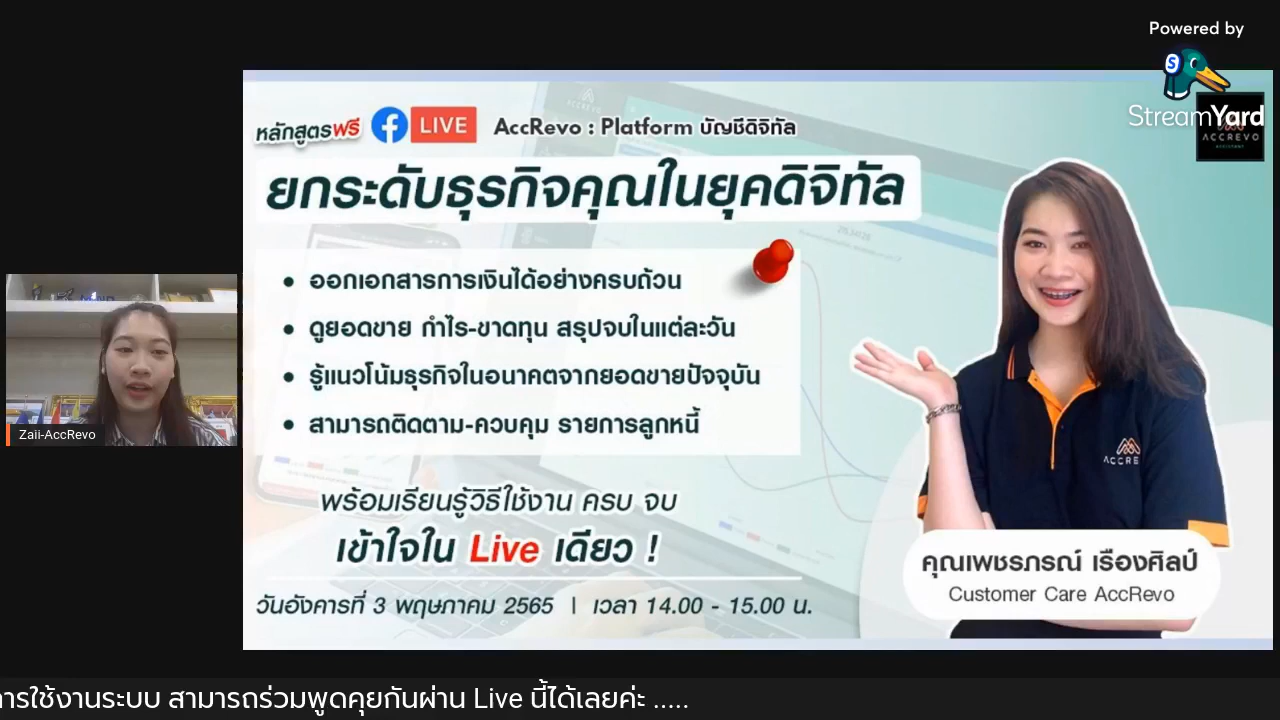 Powered by
StreamYard
ACCREVO
หลักสูตรฟรี
LIVE
AccRevo : Platform บัญชีดิจิทัล
ยกระดับธุรกิจคุณในยุคดิจิทัล
• ออกเอกสารการเงินได้อย่างครบถ้วน
• ดูยอดขาย กำไร-ขาดทุน สรุปจบในแต่ละวัน
• รู้แนวโน้มธุรกิจในอนาคตจากยอดขายปัจจุบัน
• สามารถติดตาม-ควบคุม รายการลูกหนี้
พร้อมเรียนรู้วิธีใช้งาน ครบ จบ
เข้าใจใน Live เดียว !
วันอังคารที่ 3 พฤษภาคม 2565 | เวลา 14.00 - 15.00 น.
ACCRE
คุณเพชรภรณ์ เรืองศิลป์
Customer Care AccRevo
Zaii-AccRevo
การใช้งานระบบ สามารถร่วมพูดคุยกันผ่าน Live นี้ได้เลยค่ะ .....